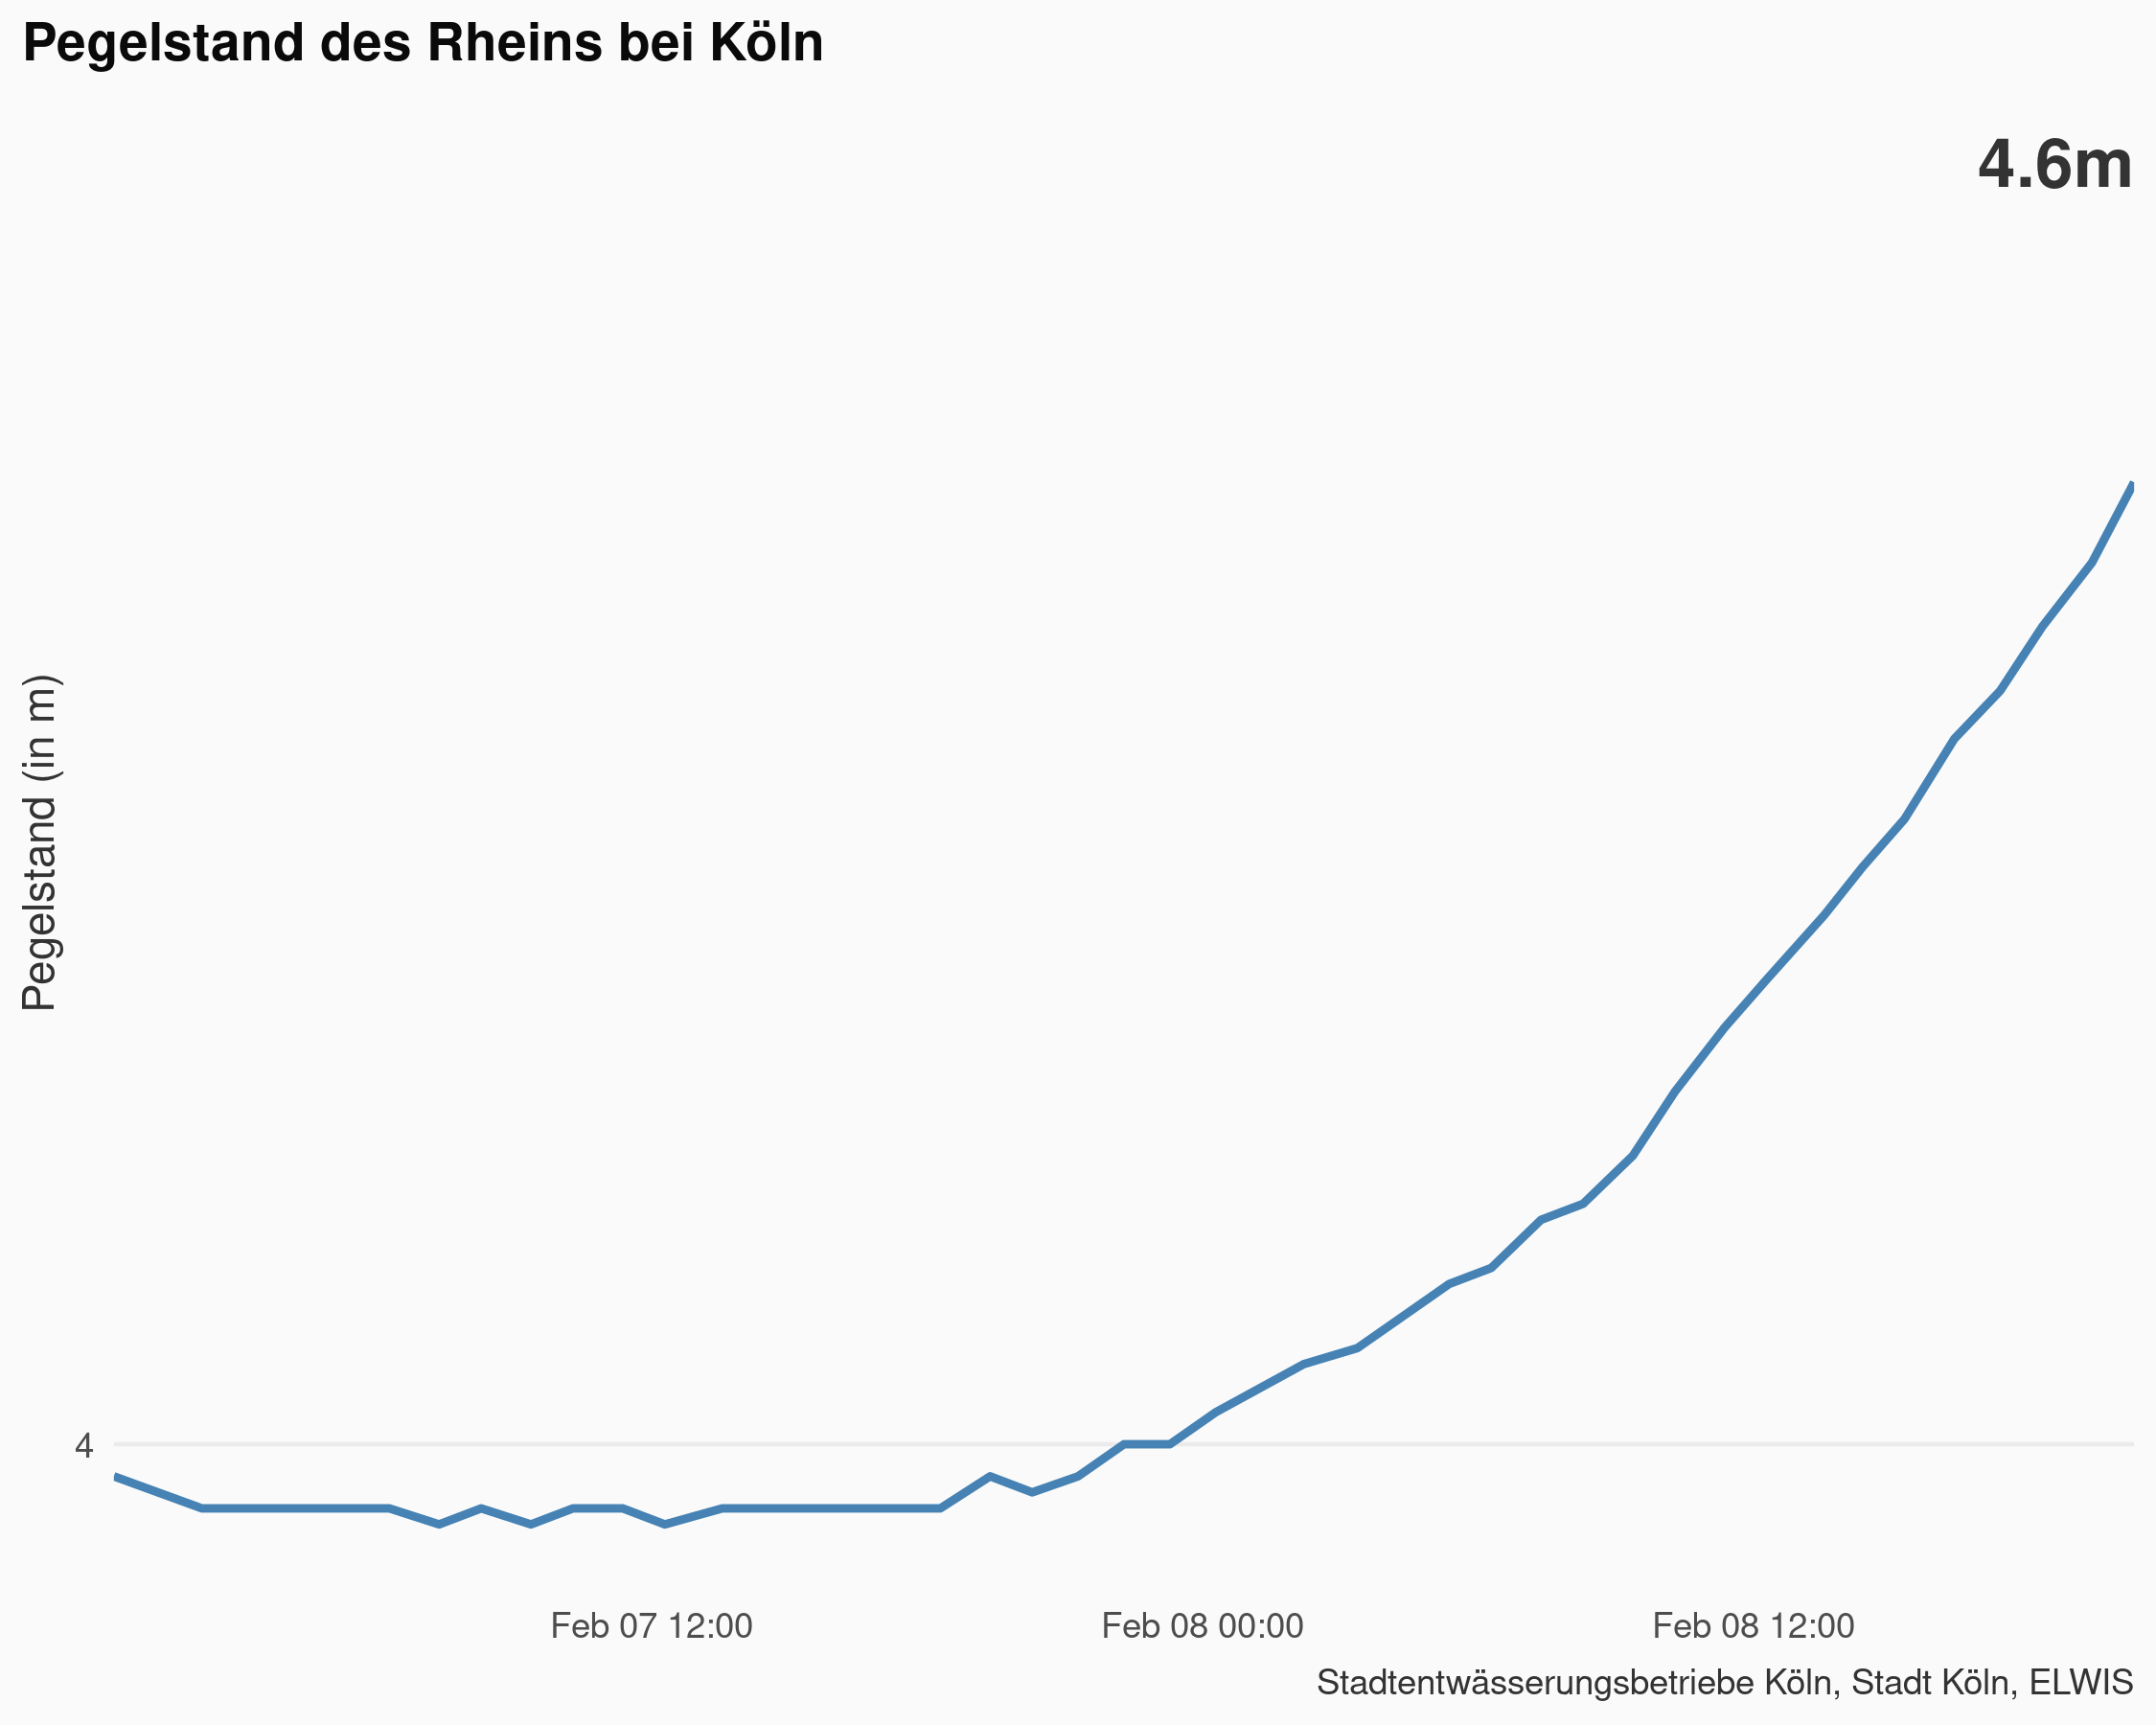 Pegelstand des Rheins bei Köln
4.6m
Pegelstand (in m)
4
Feb 07 12:00
Feb 08 00:00
Feb 08 12:00
Stadtentwässerungsbetriebe Köln, Stadt Köln, ELWIS